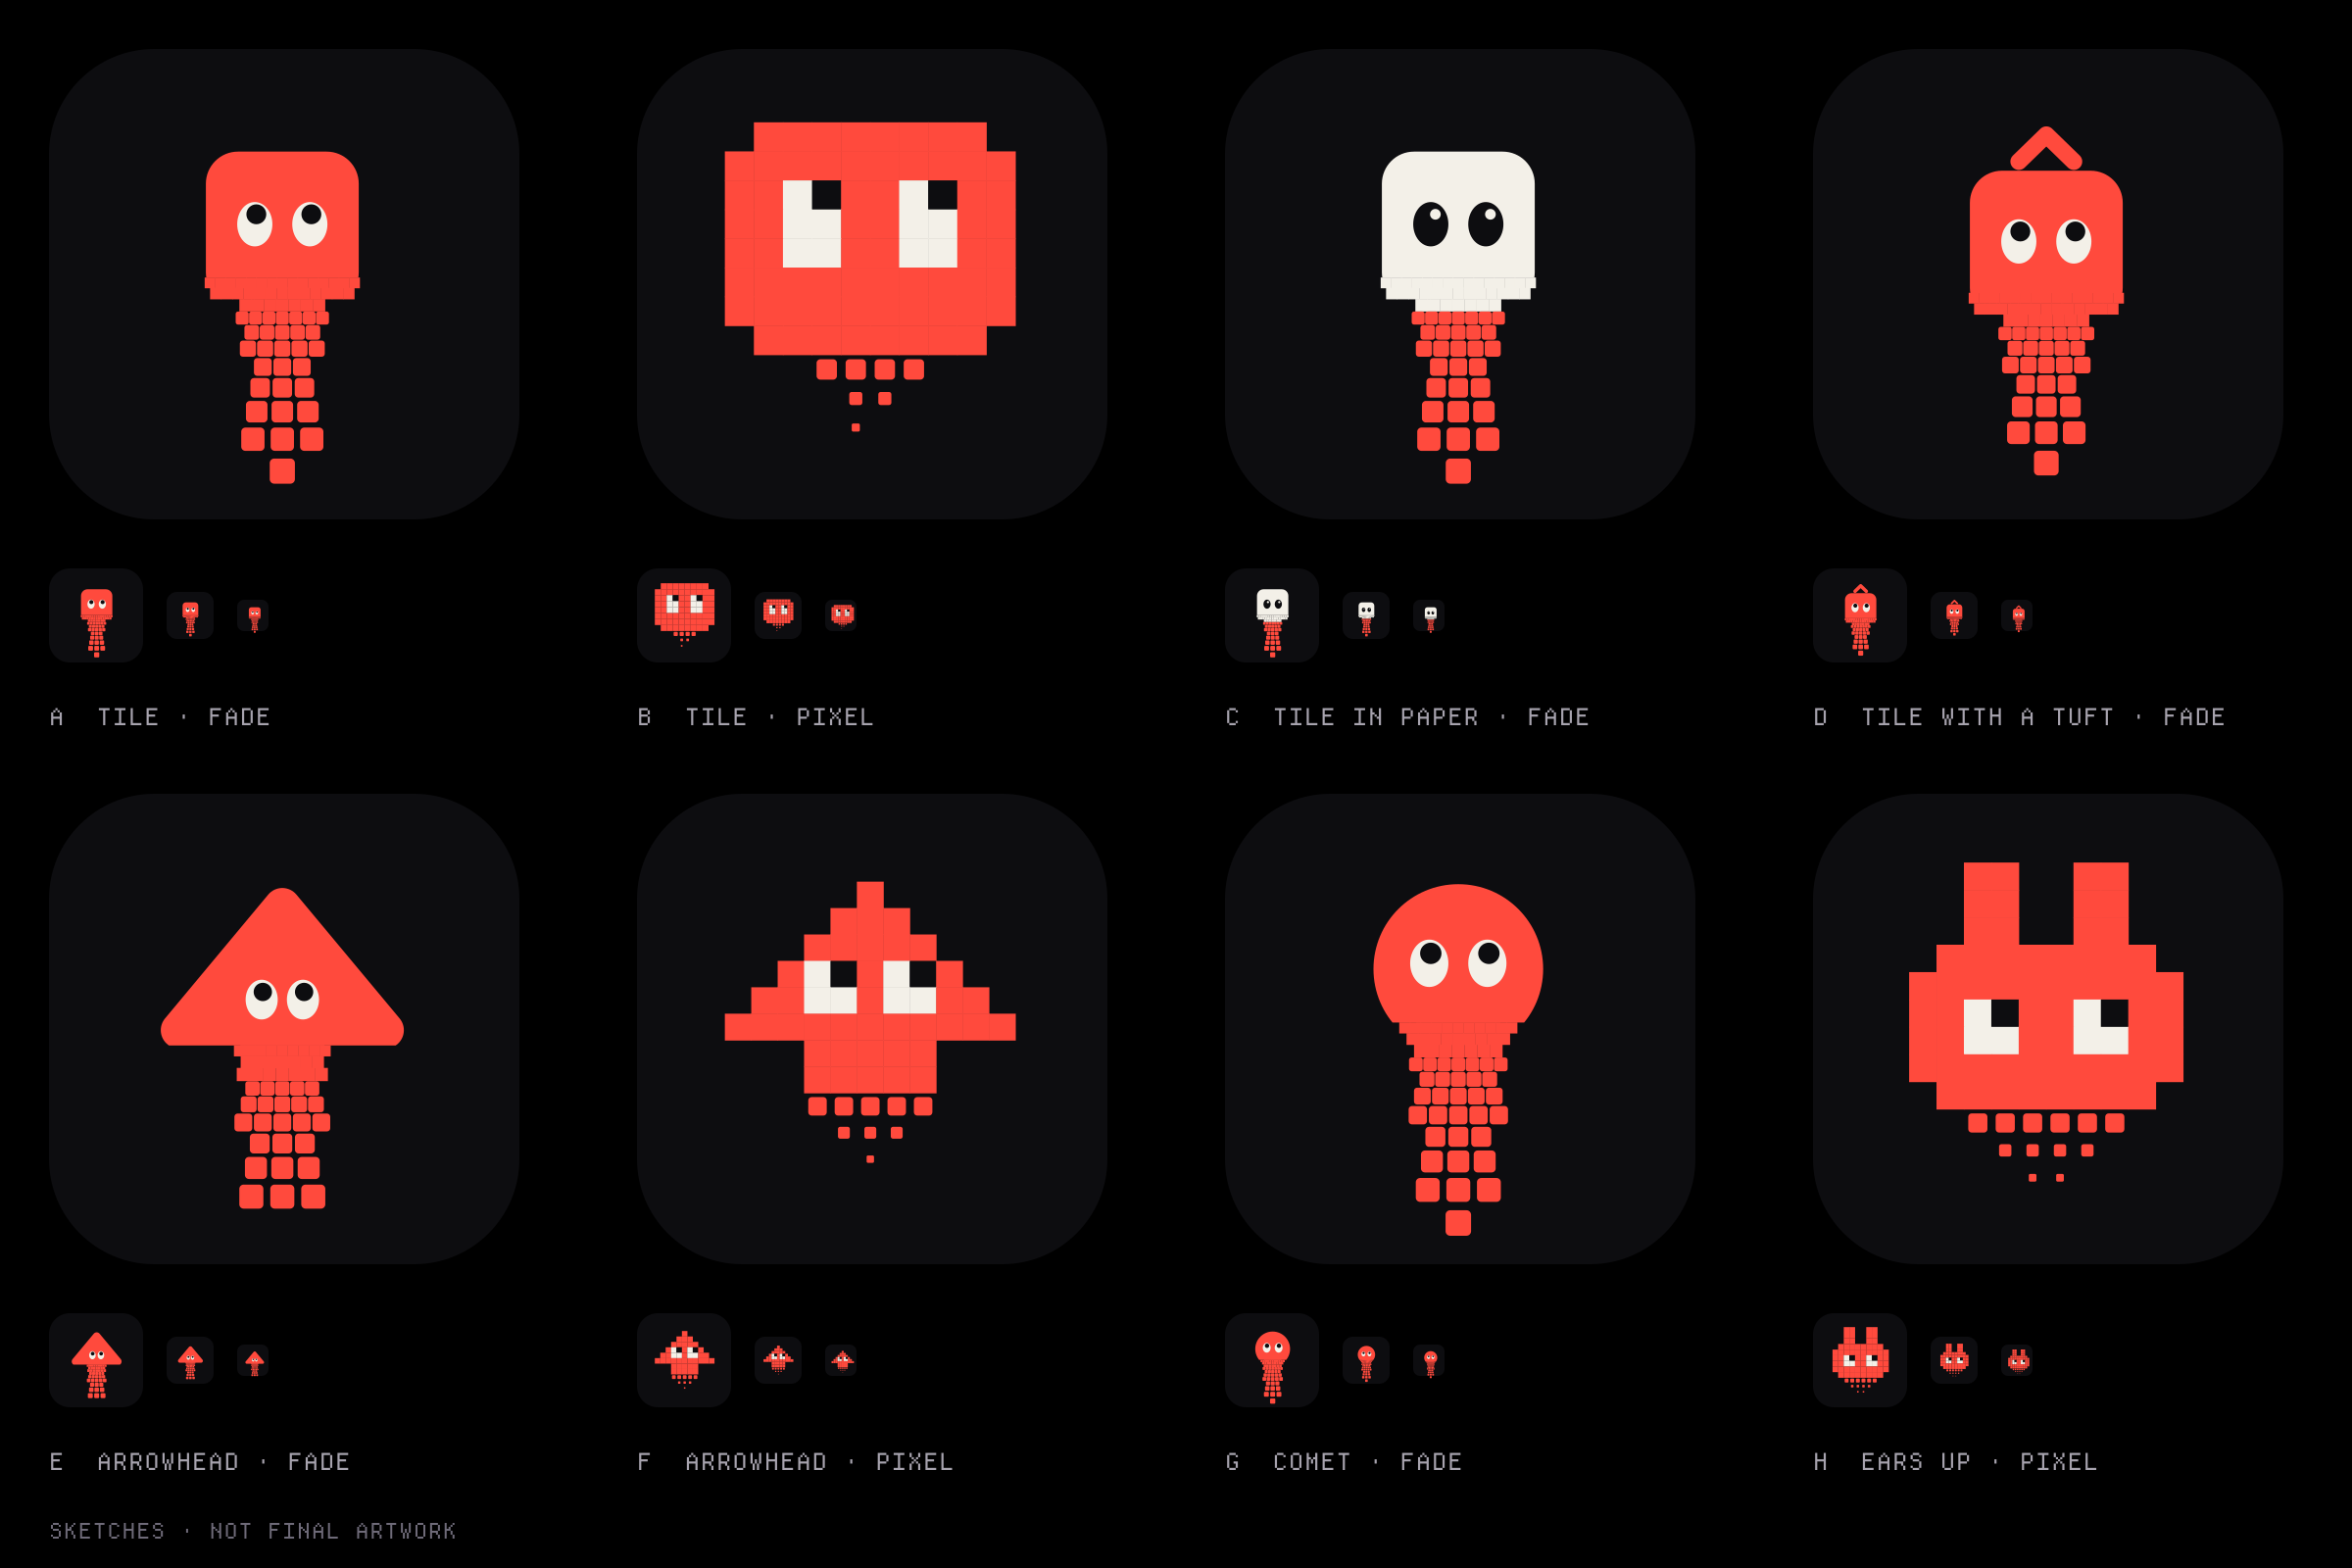 A TILE · FADE
B TILE · PIXEL
C TILE IN PAPER · FADE
D TILE WITH A TUFT · FADE
E ARROWHEAD · FADE
F ARROWHEAD · PIXEL
G COMET · FADE
H EARS UP · PIXEL
SKETCHES · NOT FINAL ARTWORK